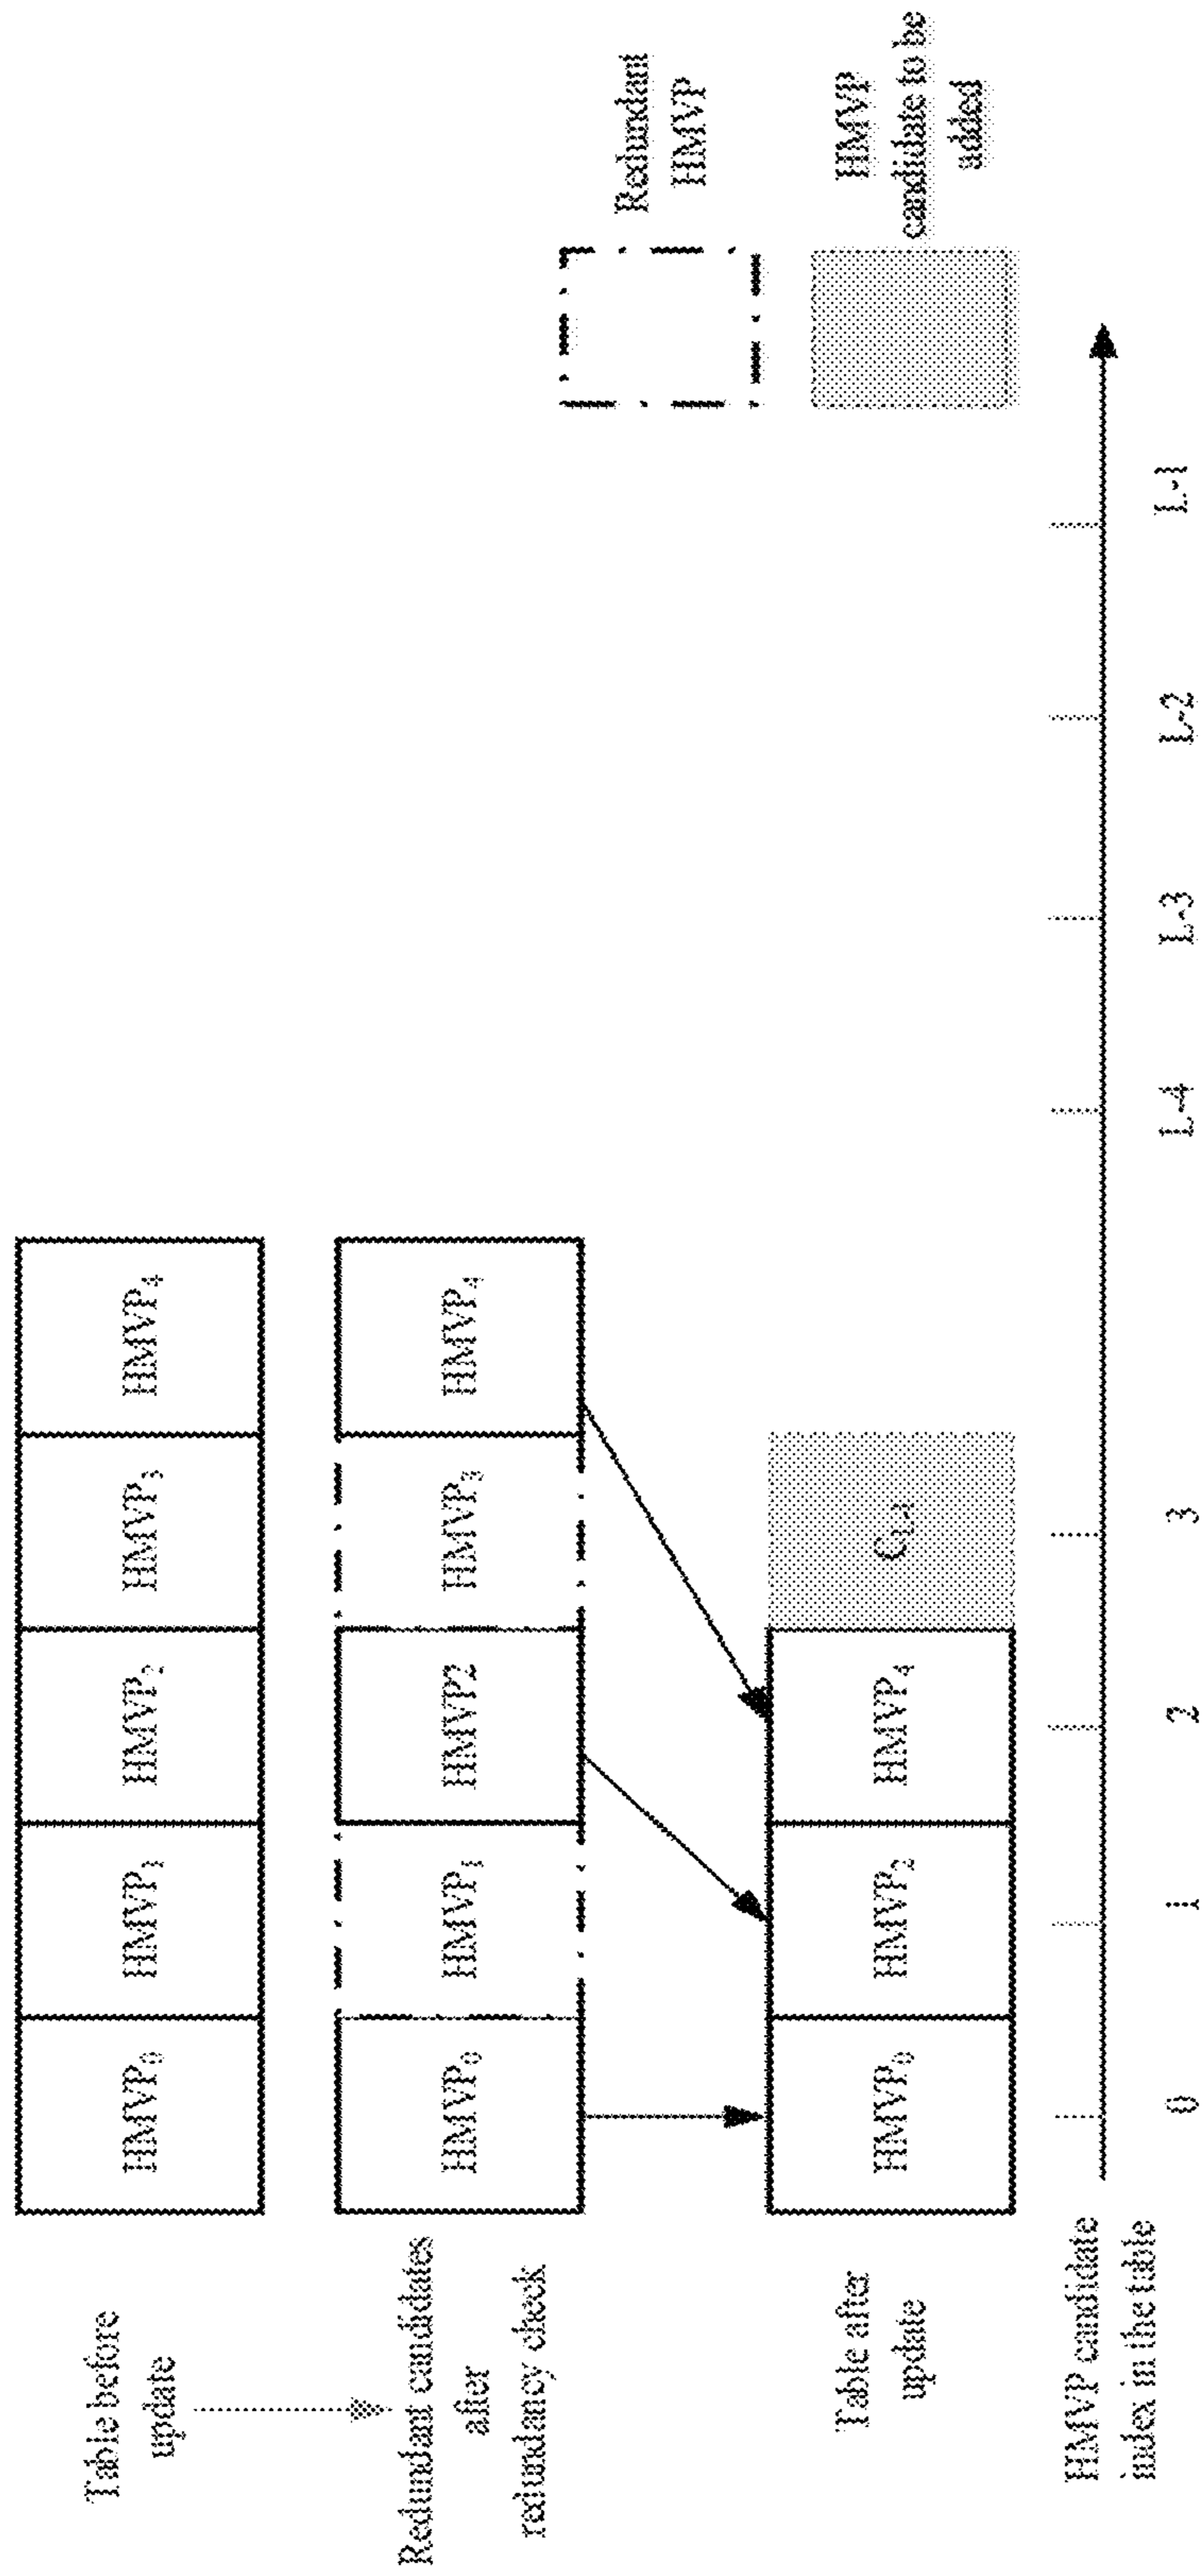 Table before
update
HMVP₀
HMVP₁
HMVP₂
HMVP₃
HMVP₄
Redundant candidates
after
redundancy check
HMVP₀
HMVP₁
HMVP2
HMVP₃
HMVP₄
Redundant
HMVP
Table after
update
HMVP₀
HMVP₂
HMVP₄
C_L-1
HMVP
candidate to be
added
HMVP candidate
index in the table
0
1
2
3
L-4
L-3
L-2
L-1